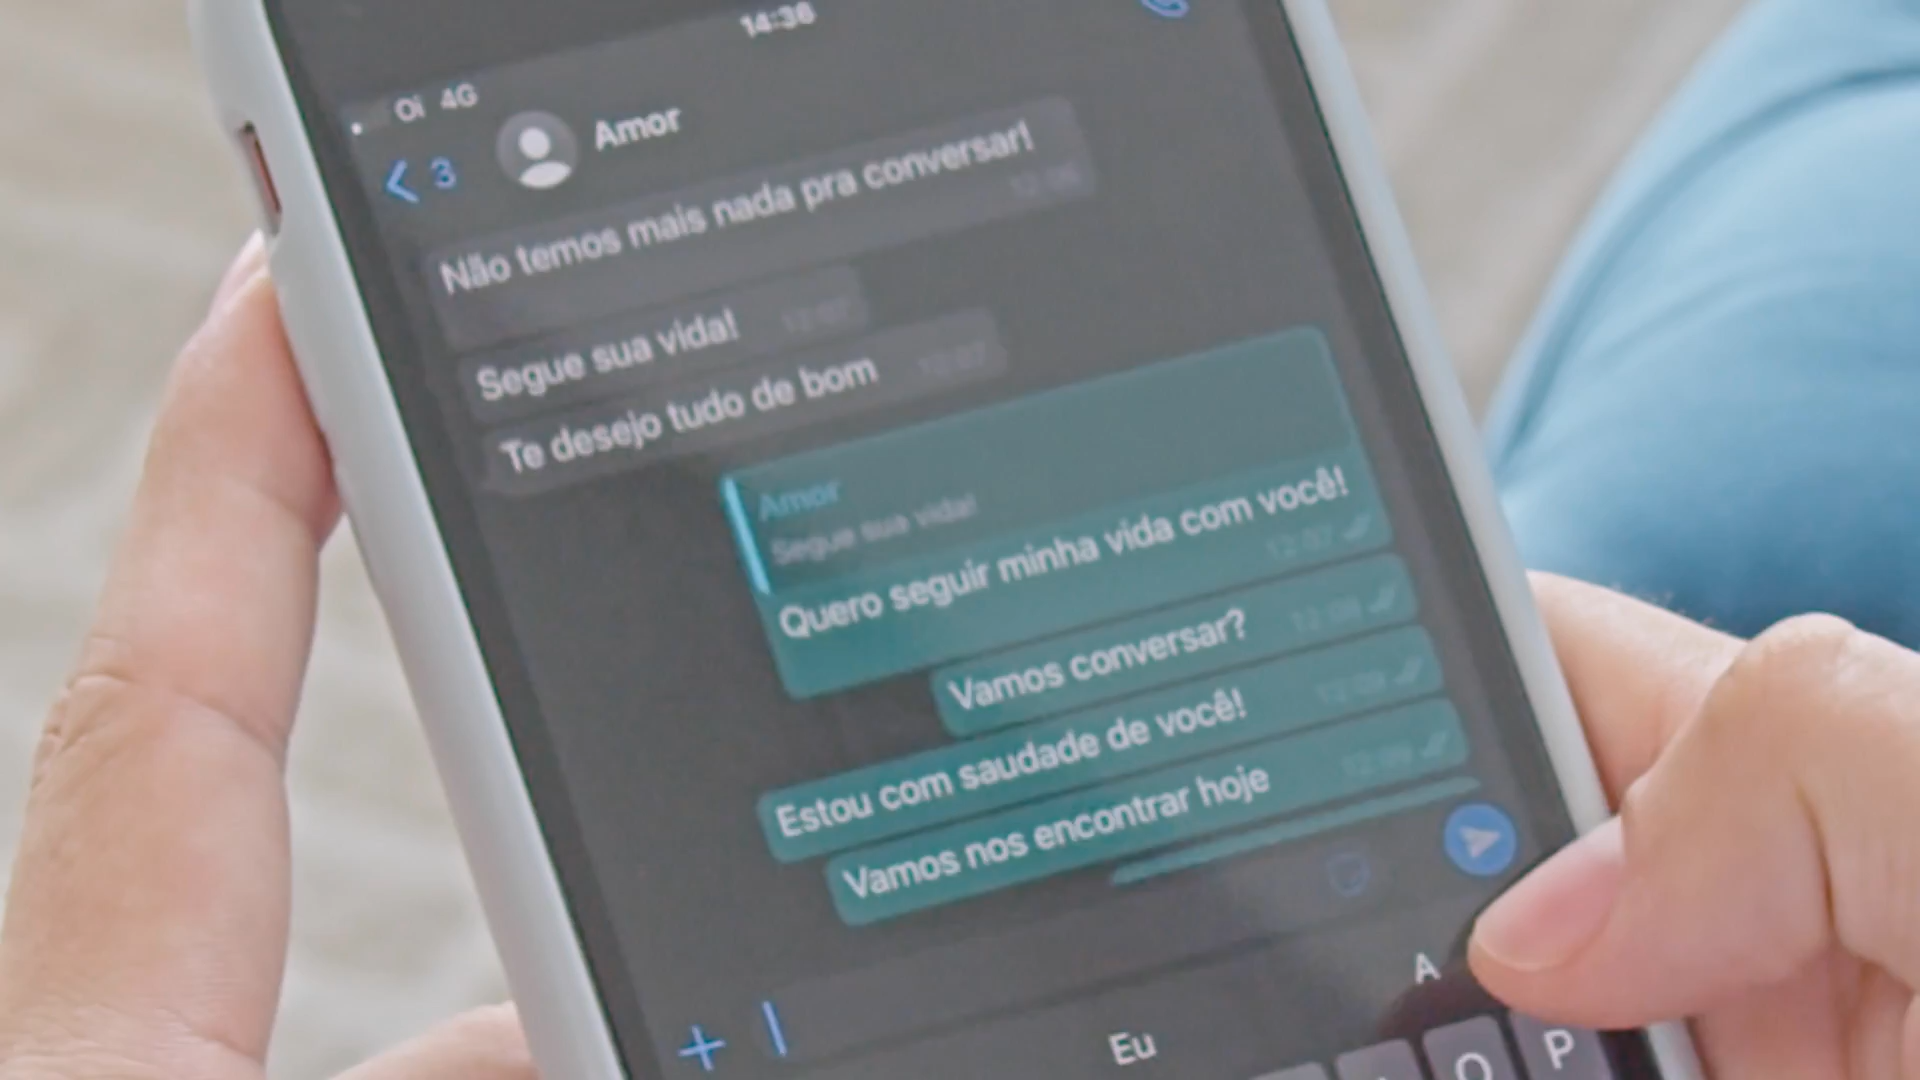 14:36
Oi 4G
3 Amor
Não temos mais nada pra conversar!
Segue sua vida!
Te desejo tudo de bom
Amor
Segue sua vida!
Quero seguir minha vida com você!
12:07
Vamos conversar?
Estou com saudade de você!
Vamos nos encontrar hoje
Eu
A
O P